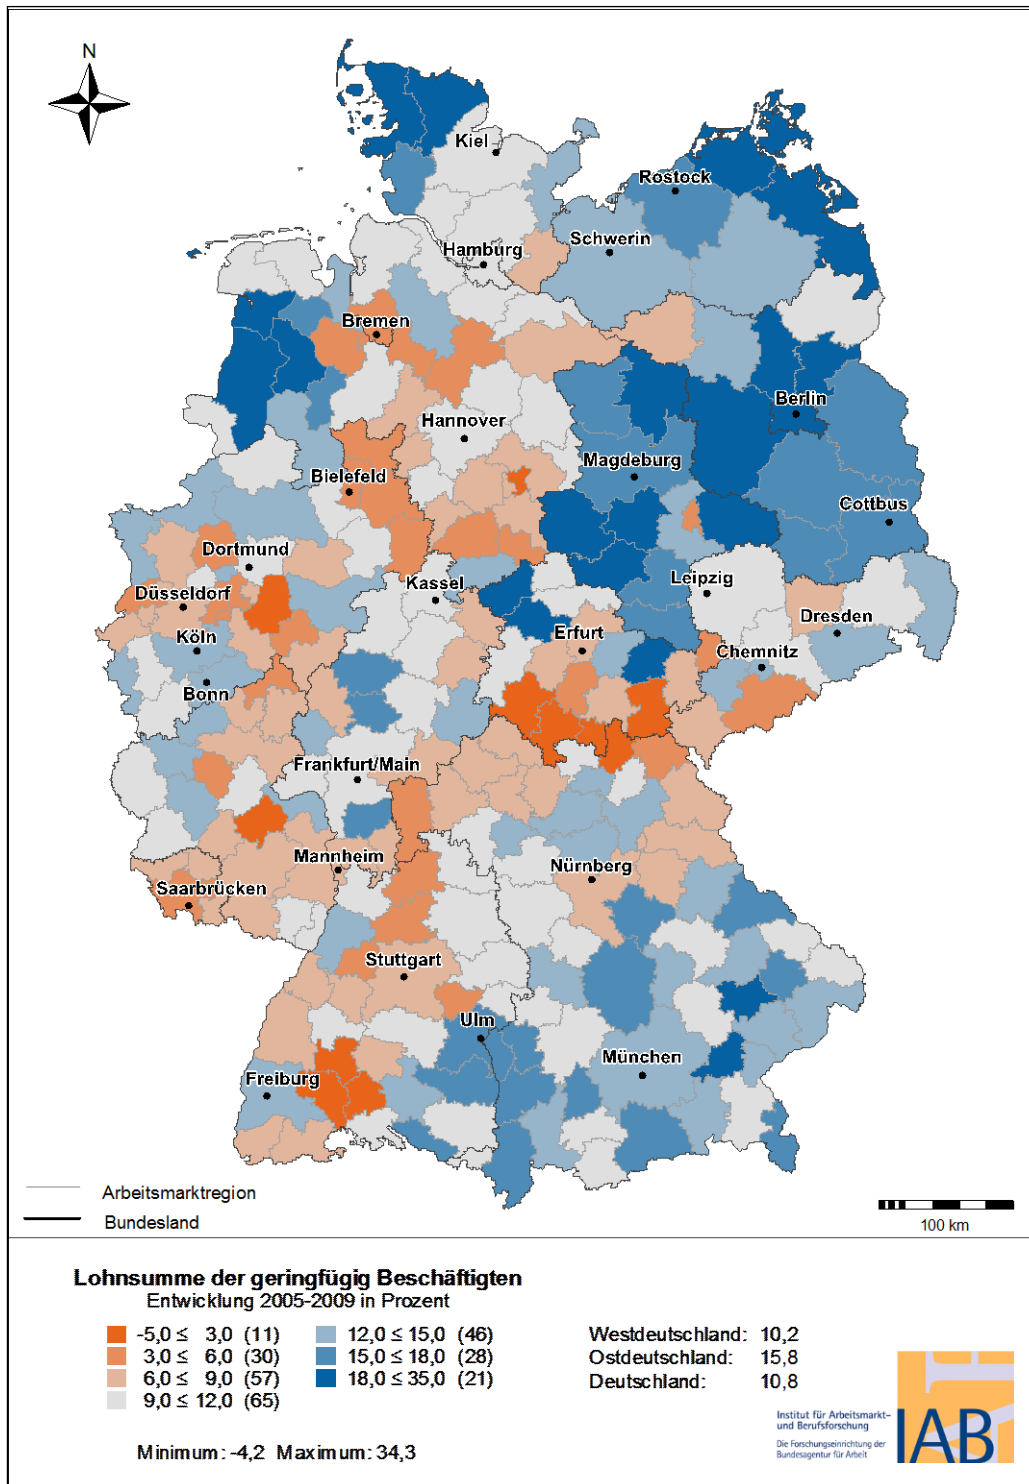 N
Kiel
Rostock
Hamburg
Schwerin
Bremen
Berlin
Hannover
Magdeburg
Bielefeld
Cottbus
Dortmund
Kassel
Leipzig
Düsseldorf
Dresden
Köln
Erfurt
Chemnitz
Bonn
Frankfurt/Main
Mannheim
Nürnberg
Saarbrücken
Stuttgart
Ulm
München
Freiburg
Arbeitsmarktregion
Bundesland
100 km
Lohnsumme der geringfügig Beschäftigten
Entwicklung 2005-2009 in Prozent
-5,0 ≤ 3,0 (11)
3,0 ≤ 6,0 (30)
6,0 ≤ 9,0 (57)
9,0 ≤ 12,0 (65)
12,0 ≤ 15,0 (46)
15,0 ≤ 18,0 (28)
18,0 ≤ 35,0 (21)
Westdeutschland: 10,2
Ostdeutschland: 15,8
Deutschland: 10,8
Minimum: -4,2 Maximum: 34,3
Institut für Arbeitsmarkt-
und Berufsforschung
Die Forschungseinrichtung der
Bundesagentur für Arbeit
IAB